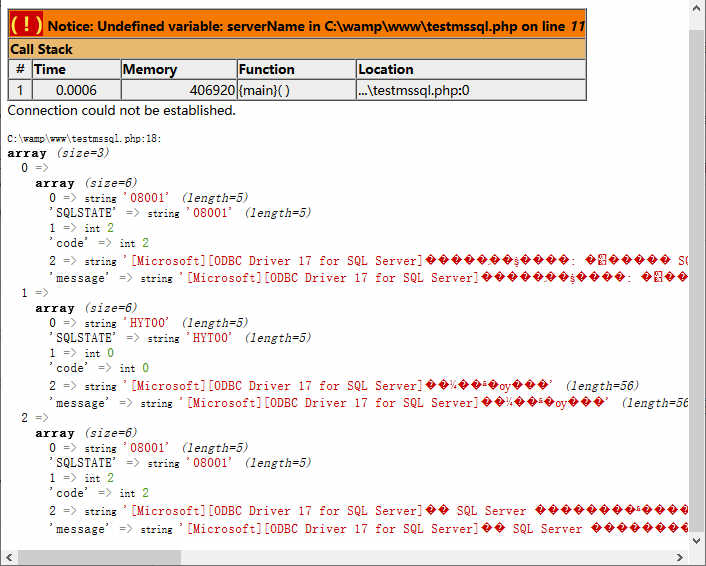 ( ! ) Notice: Undefined variable: serverName in C:\wamp\www\testmssql.php on line 11
Call Stack
# Time Memory Function Location
1 0.0006 406920 {main}( ) ...\testmssql.php:0
Connection could not be established.
C:\wamp\www\testmssql.php:18:
array (size=3)
0 =>
array (size=6)
0 => string '08001' (length=5)
'SQLSTATE' => string '08001' (length=5)
1 => int 2
'code' => int 2
2 => string '[Microsoft][ODBC Driver 17 for SQL Server]
'message' => string '[Microsoft][ODBC Driver 17 for SQL Server]
1 =>
array (size=6)
0 => string 'HYT00' (length=5)
'SQLSTATE' => string 'HYT00' (length=5)
1 => int 0
'code' => int 0
2 => string '[Microsoft][ODBC Driver 17 for SQL Server] (length=56)
'message' => string '[Microsoft][ODBC Driver 17 for SQL Server] (length=56
2 =>
array (size=6)
0 => string '08001' (length=5)
'SQLSTATE' => string '08001' (length=5)
1 => int 2
'code' => int 2
2 => string '[Microsoft][ODBC Driver 17 for SQL Server]�� SQL Server
'message' => string '[Microsoft][ODBC Driver 17 for SQL Server]�� SQL Server